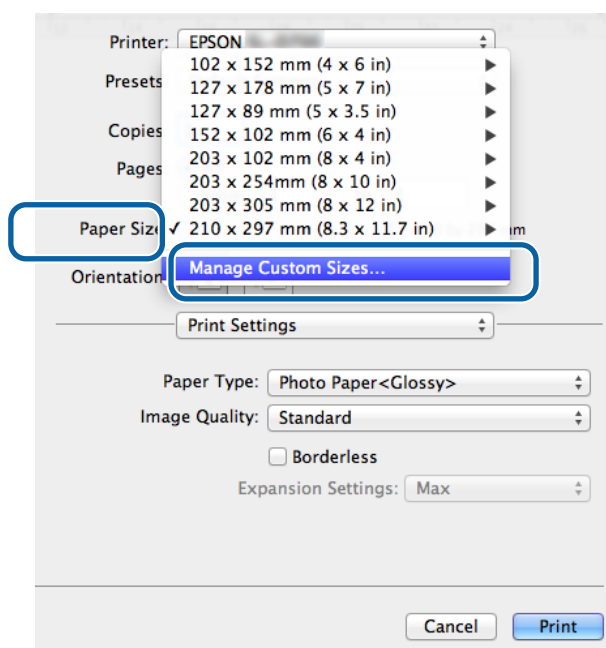 Printer: EPSON
102 x 152 mm (4 x 6 in)
Presets
127 x 178 mm (5 x 7 in)
127 x 89 mm (5 x 3.5 in)
Copies
152 x 102 mm (6 x 4 in)
203 x 102 mm (8 x 4 in)
Pages
203 x 254mm (8 x 10 in)
203 x 305 mm (8 x 12 in)
Paper Size ✓ 210 x 297 mm (8.3 x 11.7 in)
Manage Custom Sizes...
Orientation
Print Settings
Paper Type: Photo Paper<Glossy>
Image Quality: Standard
Borderless
Expansion Settings: Max
Cancel Print